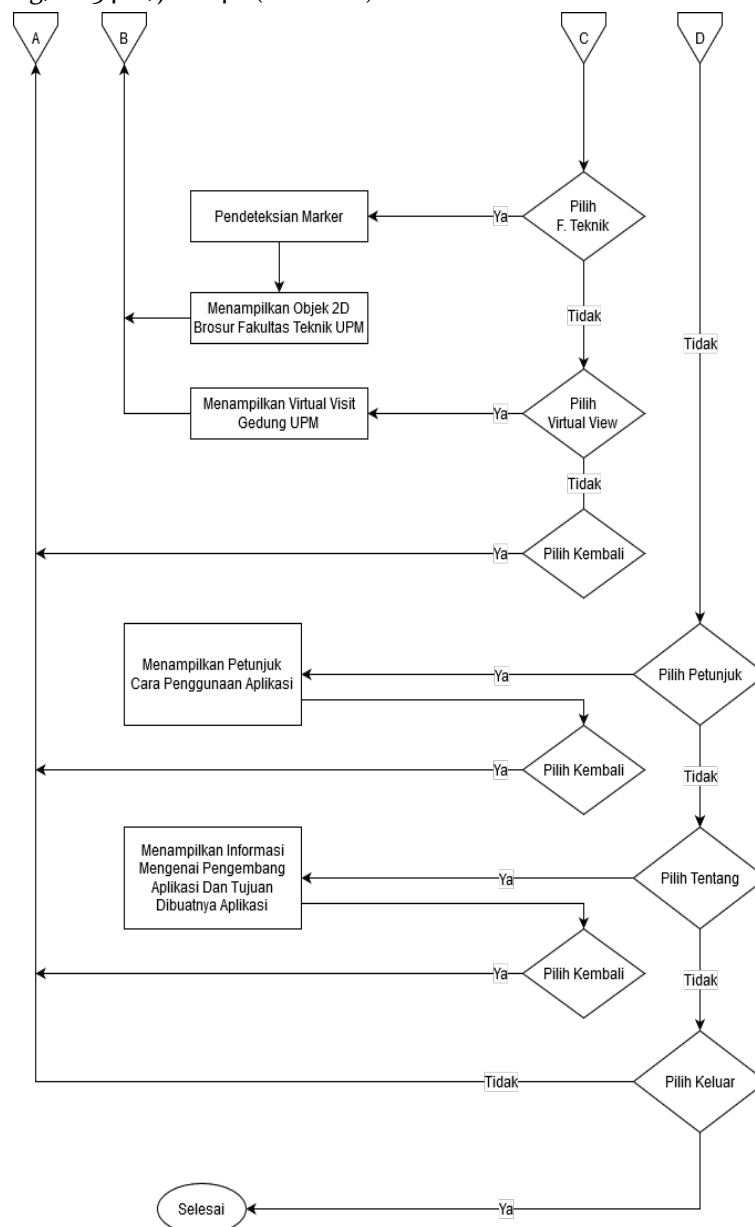 A
B
C
D
Pilih
F. Teknik
Ya
Pendeteksian Marker
Menampilkan Objek 2D
Brosur Fakultas Teknik UPM
Tidak
Tidak
Pilih
Virtual View
Ya
Menampilkan Virtual Visit
Gedung UPM
Tidak
Pilih Kembali
Ya
Pilih Petunjuk
Ya
Menampilkan Petunjuk
Cara Penggunaan Aplikasi
Pilih Kembali
Ya
Tidak
Pilih Tentang
Ya
Menampilkan Informasi
Mengenai Pengembang
Aplikasi Dan Tujuan
Dibuatnya Aplikasi
Pilih Kembali
Ya
Tidak
Pilih Keluar
Tidak
Ya
Selesai